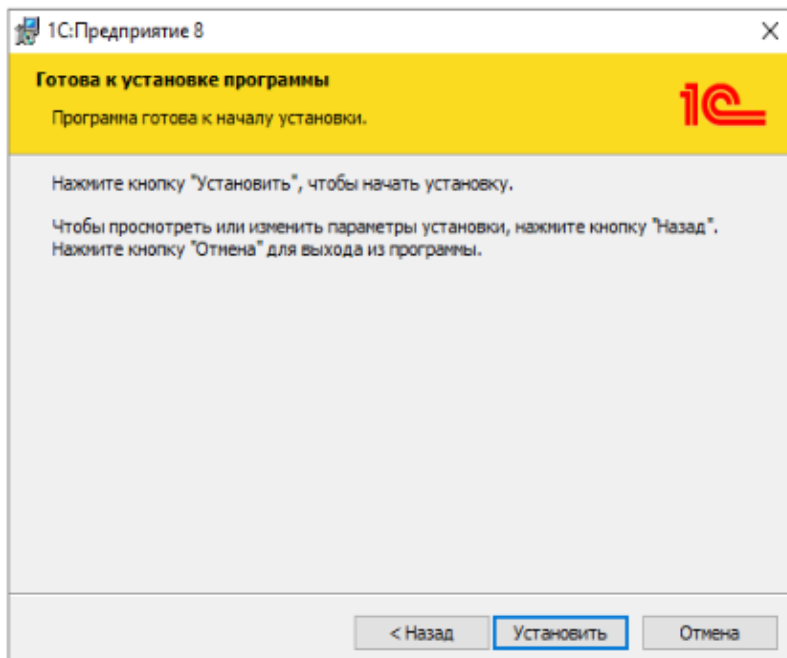 1С:Предприятие 8
Готова к установке программы
Программа готова к началу установки.
1С
Нажмите кнопку "Установить", чтобы начать установку.
Чтобы просмотреть или изменить параметры установки, нажмите кнопку "Назад".
Нажмите кнопку "Отмена" для выхода из программы.
< Назад
Установить
Отмена